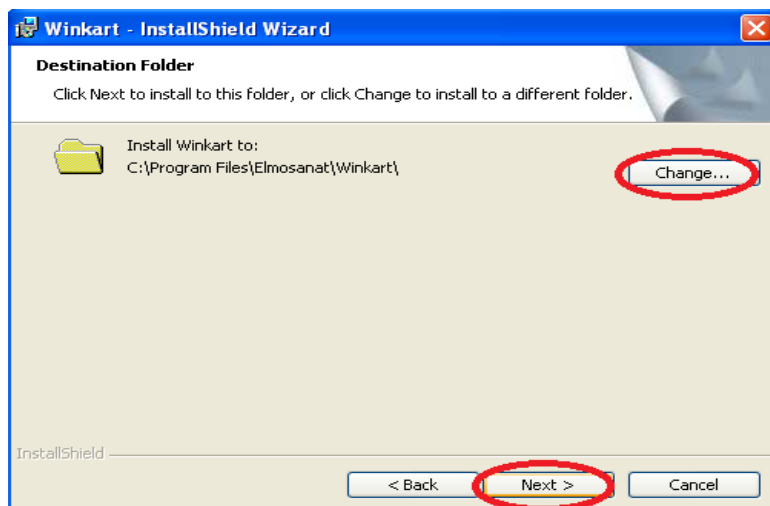 Winkart - InstallShield Wizard
Destination Folder
Click Next to install to this folder, or click Change to install to a different folder.
Install Winkart to:
C:\Program Files\Elmosanat\Winkart\
Change...
InstallShield
< Back
Next >
Cancel